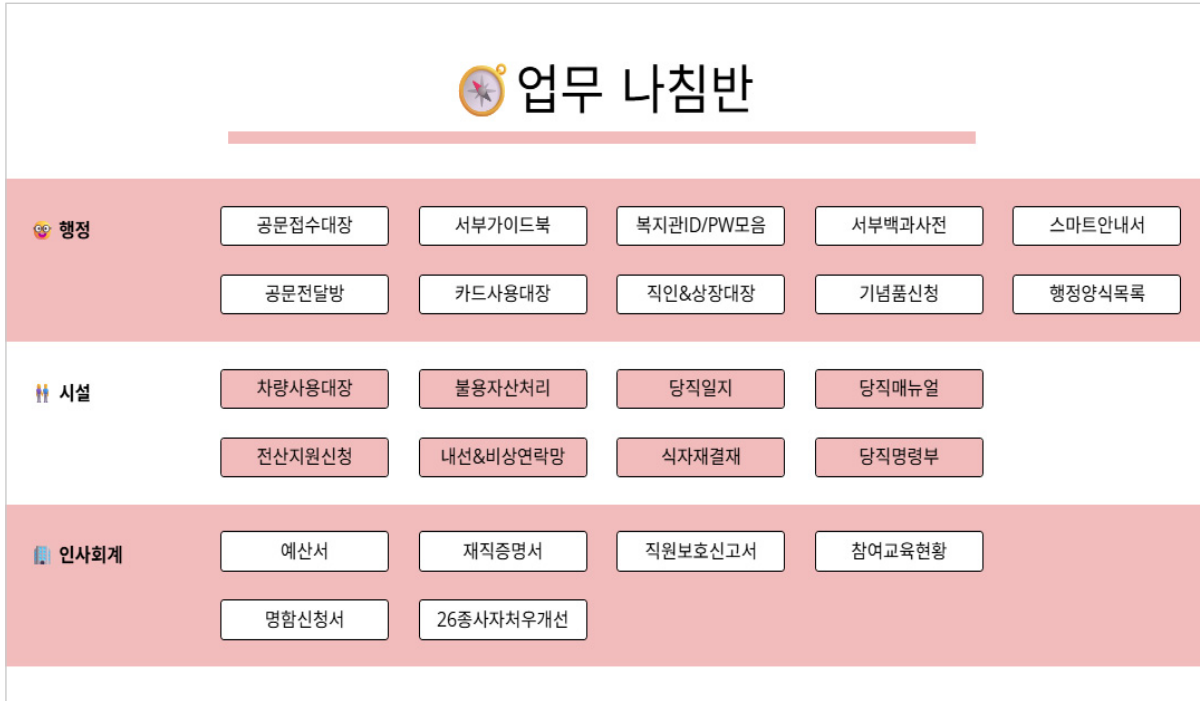 업무 나침반
행정
공문접수대장 서부가이드북 복지관ID/PW모음 서부백과사전 스마트안내서
공문전달방 카드사용대장 직인&상장대장 기념품신청 행정양식목록
시설
차량사용대장 불용자산처리 당직일지 당직매뉴얼
전산지원신청 내선&비상연락망 식자재결재 당직명령부
인사회계
예산서 재직증명서 직원보호신고서 참여교육현황
명함신청서 26종사자처우개선